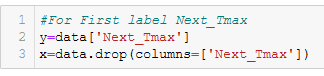 1 #For First label Next_Tmax
2 y=data['Next_Tmax']
3 x=data.drop(columns=['Next_Tmax'])